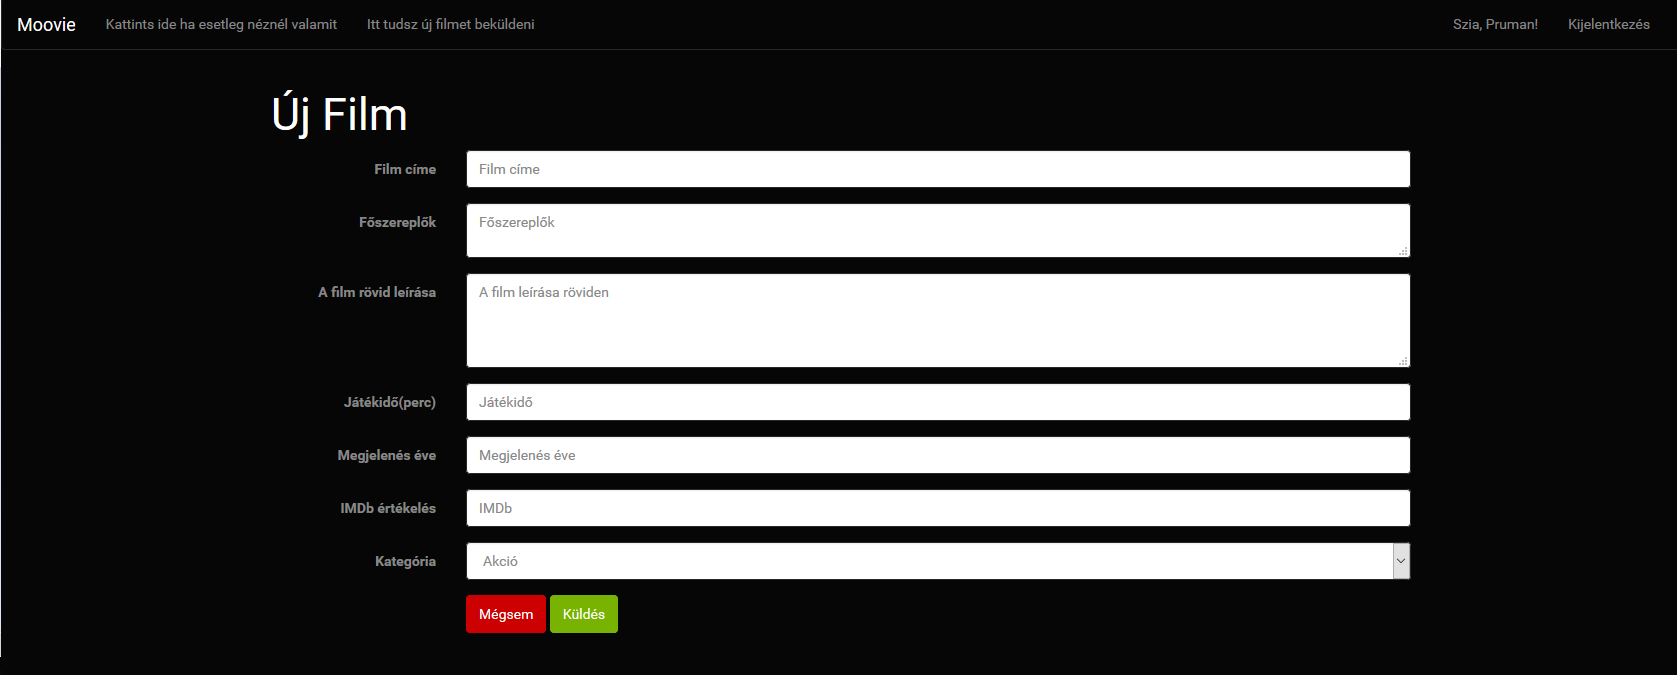 Moovie Kattints ide ha esetleg néznél valamit Itt tudsz új filmet beküldeni Szia, Pruman! Kijelentkezés
Új Film
Film címe Film címe
Főszereplők Főszereplők
A film rövid leírása A film leírása röviden
Játékidő(perc) Játékidő
Megjelenés éve Megjelenés éve
IMDb értékelés IMDb
Kategória Akció
Mégsem Küldés